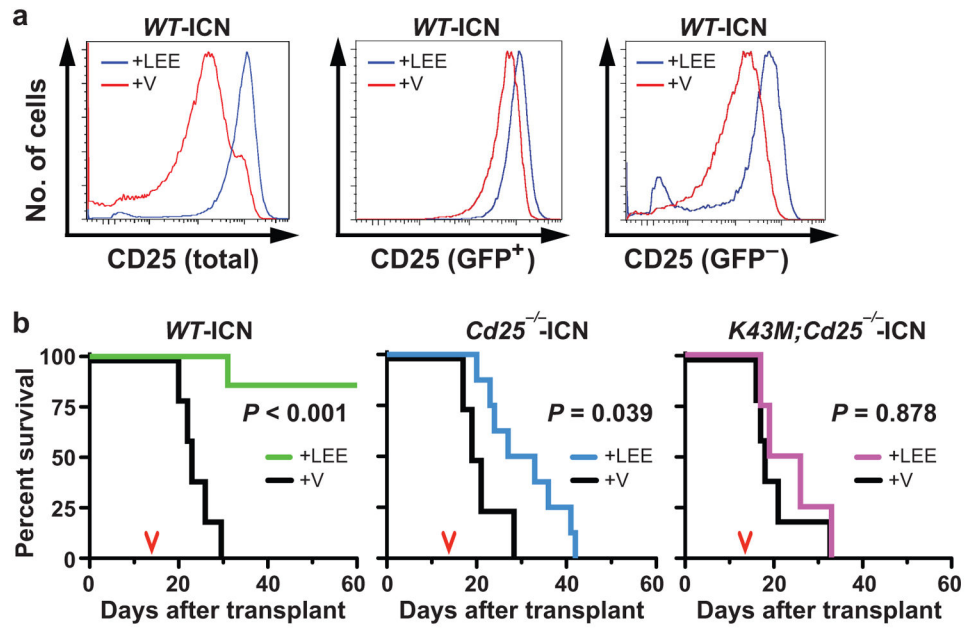 a
WT-ICN
WT-ICN
WT-ICN
+LEE
+V
+LEE
+V
+LEE
+V
No. of cells
CD25 (total)
CD25 (GFP⁺)
CD25 (GFP⁻)
b
WT-ICN
Cd25⁻/⁻-ICN
K43M;Cd25⁻/⁻-ICN
Percent survival
100
75
50
25
0
P < 0.001
+LEE
+V
P = 0.039
+LEE
+V
P = 0.878
+LEE
+V
0 20 40 60
0 20 40 60
0 20 40 60
Days after transplant
Days after transplant
Days after transplant